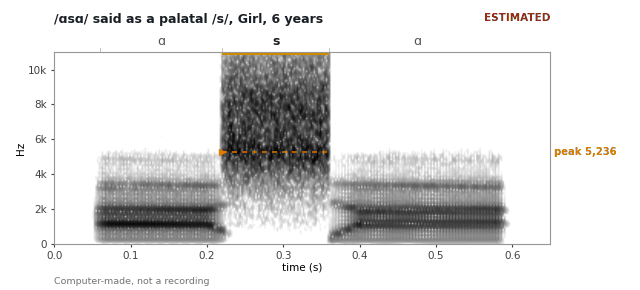 /ɑsɑ/ said as a palatal /s/, Girl, 6 years
ESTIMATED
ɑ s ɑ
10k
8k
6k
4k
2k
0
Hz
peak 5,236
0.0 0.1 0.2 0.3 0.4 0.5 0.6
time (s)
Computer-made, not a recording